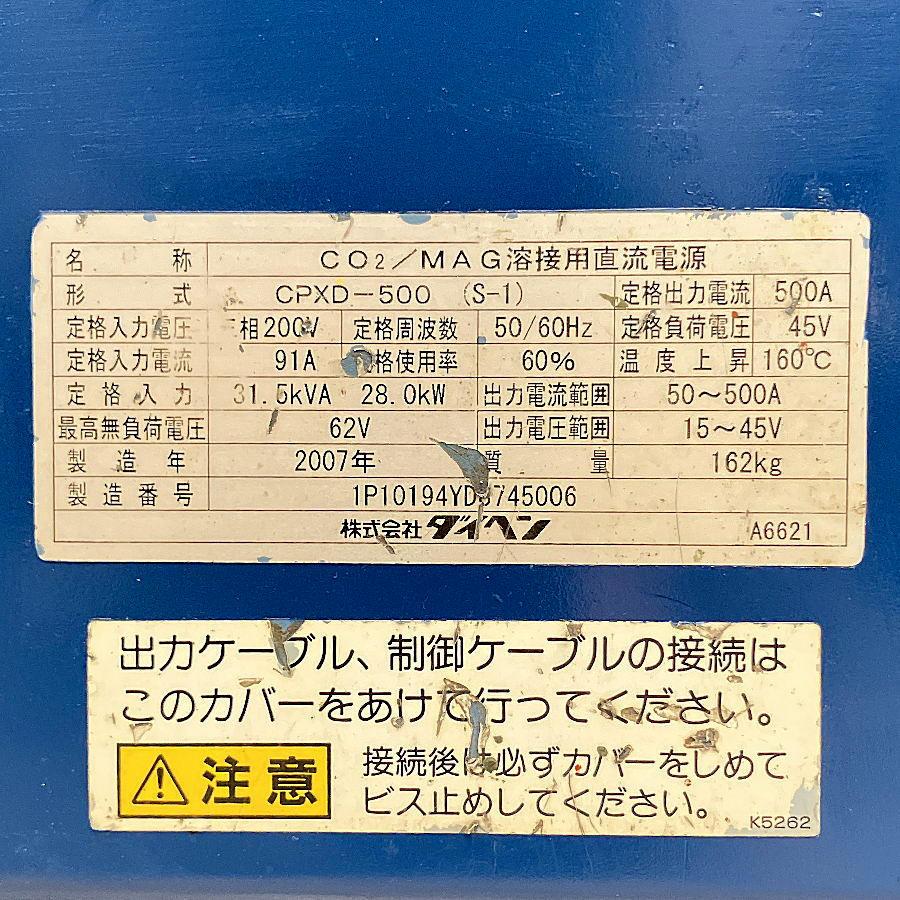 名称 CO2/MAG溶接用直流電源
形式 CPXD-500 (S-1) 定格出力電流 500A
定格入力電圧 相200V 定格周波数 50/60Hz 定格負荷電圧 45V
定格入力電流 91A 格使用率 60% 温度上昇 160℃
定格入力 31.5kVA 28.0kW 出力電流範囲 50～500A
最高無負荷電圧 62V 出力電圧範囲 15～45V
製造年 2007年 質量 162kg
製造番号
株式会社ダイヘン A6621
出力ケーブル、制御ケーブルの接続は
このカバーをあけて行ってください。
注意
接続後は必ずカバーをしめて
ビス止めしてください。
K5262